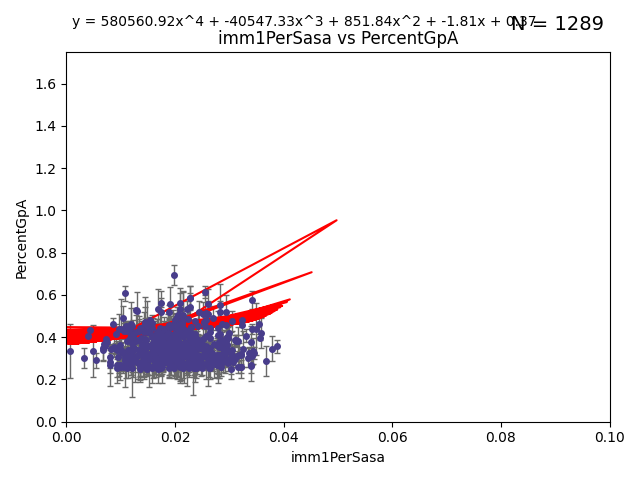 y = 580560.92x^4 + -40547.33x^3 + 851.84x^2 + -1.81x + 0.37
N = 1289
imm1PerSasa vs PercentGpA
1.6
1.4
1.2
1.0
0.8
0.6
0.4
0.2
0.0
PercentGpA
0.00 0.02 0.04 0.06 0.08 0.10
imm1PerSasa